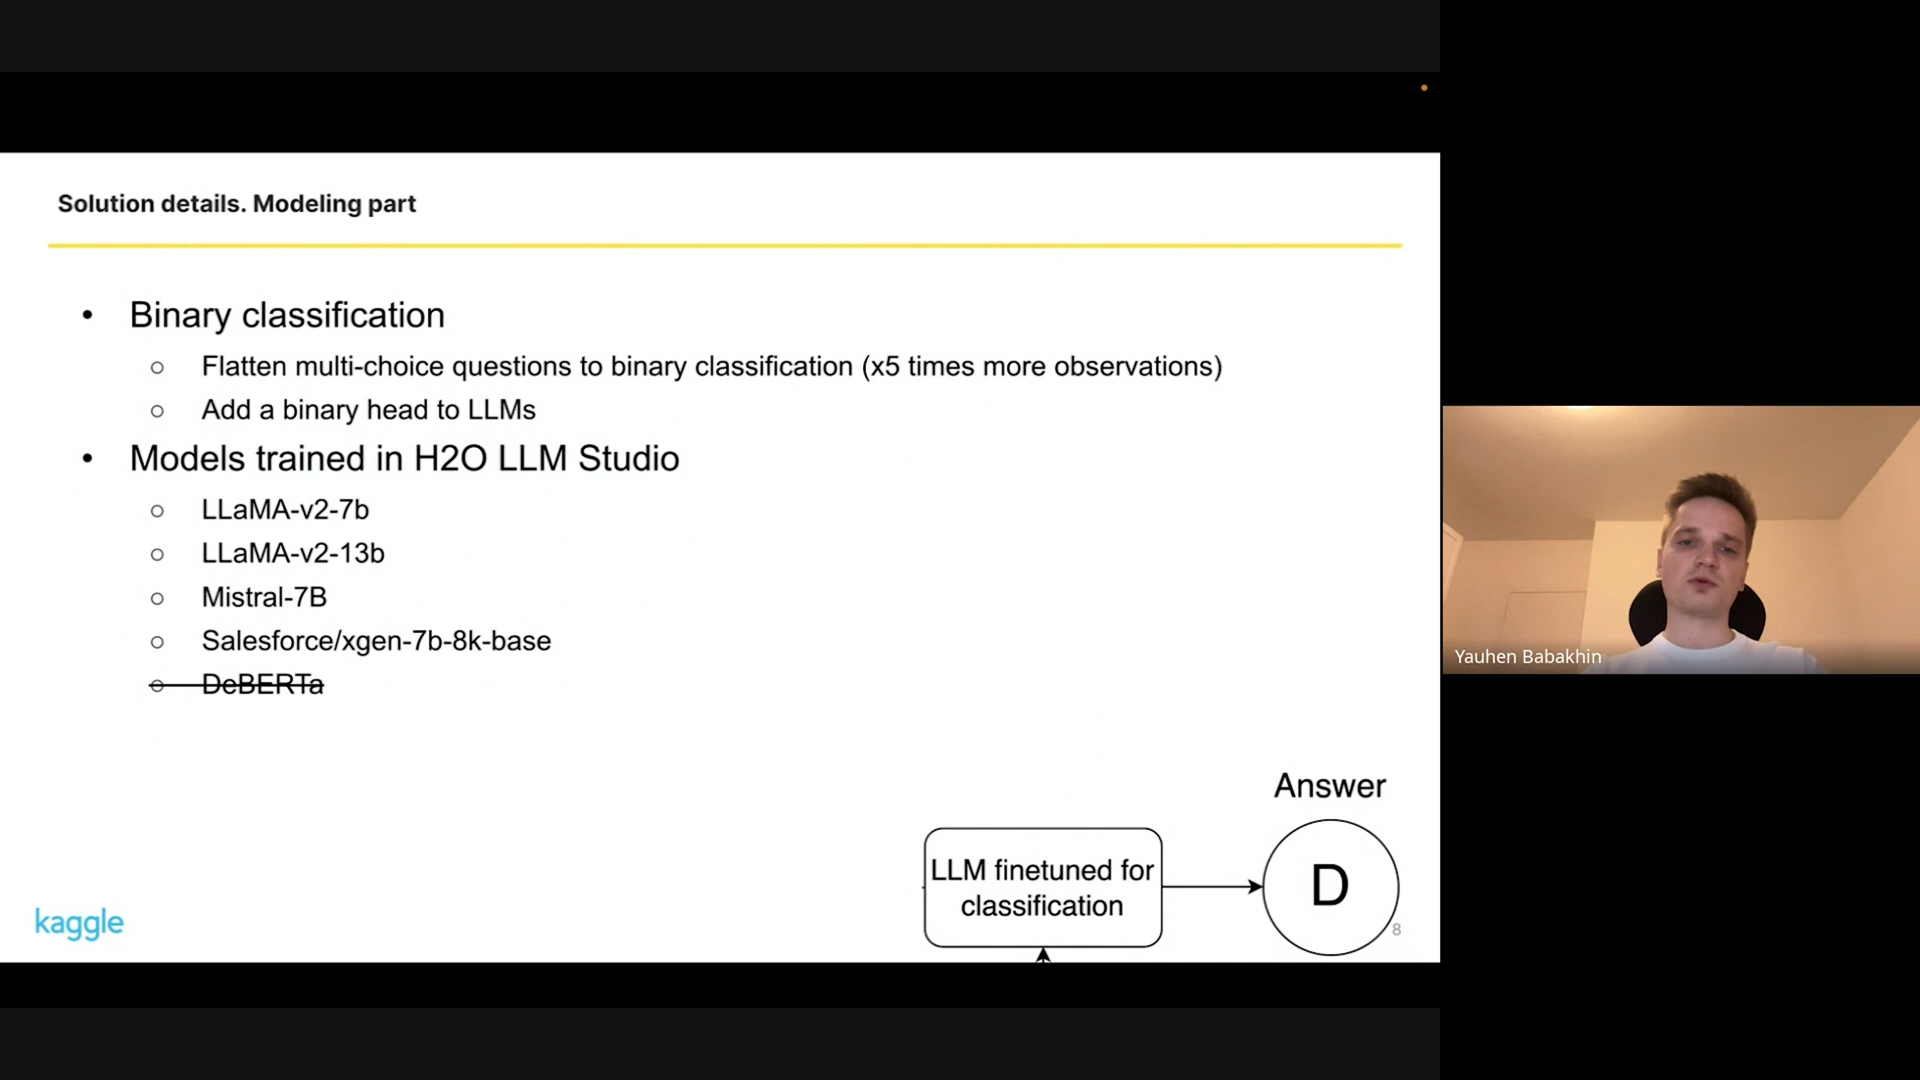 Solution details. Modeling part
• Binary classification
○ Flatten multi-choice questions to binary classification (x5 times more observations)
○ Add a binary head to LLMs
• Models trained in H2O LLM Studio
○ LLaMA-v2-7b
○ LLaMA-v2-13b
○ Mistral-7B
○ Salesforce/xgen-7b-8k-base
○ DeBERTa
Answer
LLM finetuned for
classification
D
kaggle
8
Yauhen Babakhin